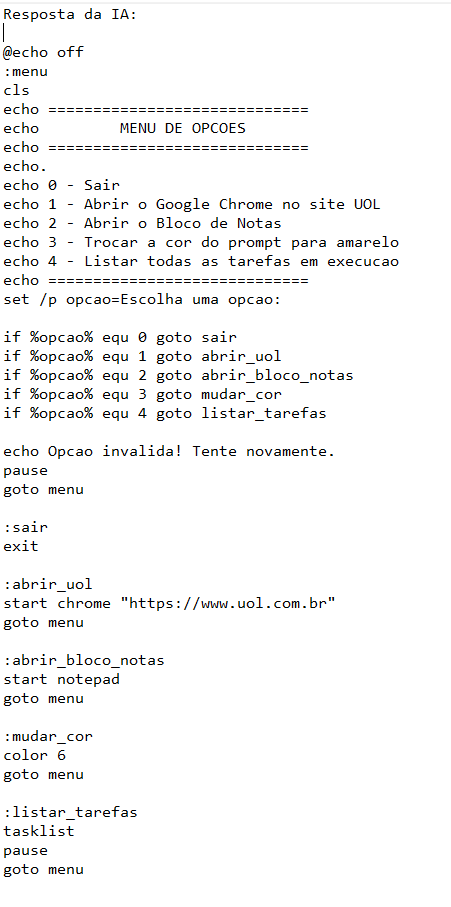 Resposta da IA:
@echo off
:menu
cls
echo =============================
echo         MENU DE OPCOES
echo =============================
echo.
echo 0 - Sair
echo 1 - Abrir o Google Chrome no site UOL
echo 2 - Abrir o Bloco de Notas
echo 3 - Trocar a cor do prompt para amarelo
echo 4 - Listar todas as tarefas em execucao
echo =============================
set /p opcao=Escolha uma opcao:
if %opcao% equ 0 goto sair
if %opcao% equ 1 goto abrir_uol
if %opcao% equ 2 goto abrir_bloco_notas
if %opcao% equ 3 goto mudar_cor
if %opcao% equ 4 goto listar_tarefas
echo Opcao invalida! Tente novamente.
pause
goto menu
:sair
exit
:abrir_uol
start chrome "https://www.uol.com.br"
goto menu
:abrir_bloco_notas
start notepad
goto menu
:mudar_cor
color 6
goto menu
:listar_tarefas
tasklist
pause
goto menu